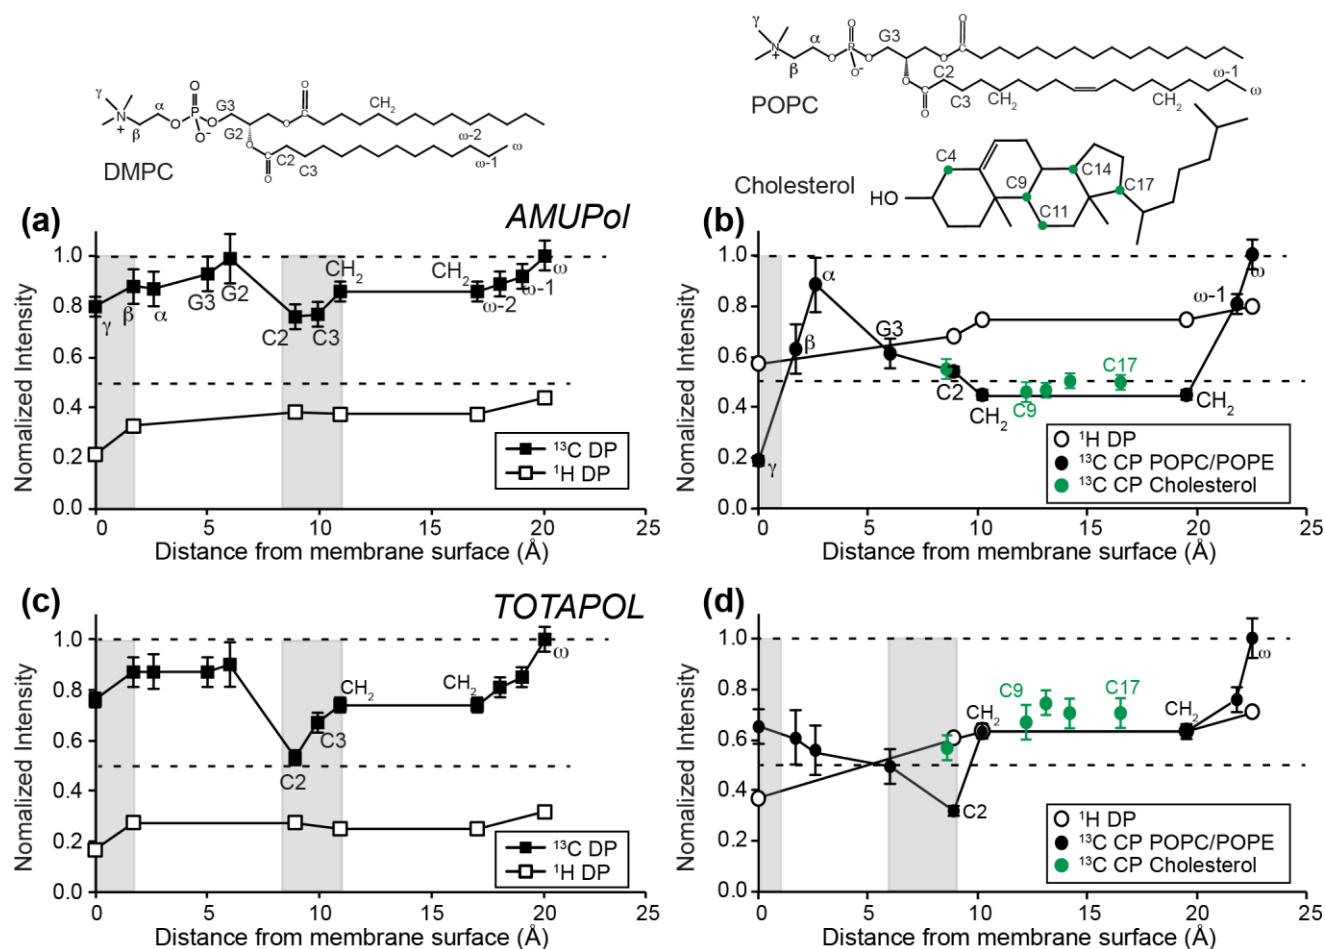 γ
N
+
β
α
O
P
O
O⁻
O
G3
G2
O
C
O
CH₂
ω-2
ω
ω-1
O
C
O
C2
C3
DMPC
γ
N
+
β
α
O
P
O
O⁻
O
G3
O
C
O
C2
O
C
O
C3
CH₂
CH₂
ω-1
ω
POPC
C4
C9
C14
C17
C11
HO
Cholesterol
(a)
AMUPol
Nomalized Intensity
1.0
0.8
0.6
0.4
0.2
0.0
γ
β
α
G3
G2
C2
C3
CH₂
CH₂
ω-2
ω-1
ω
¹³C DP
¹H DP
0 5 10 15 20 25
Distance from membrane surface (Å)
(b)
Nomalized Intensity
1.0
0.8
0.6
0.4
0.2
0.0
γ
β
α
G3
C2
CH₂
C9
C17
CH₂
ω-1
ω
¹H DP
¹³C CP POPC/POPE
¹³C CP Cholesterol
0 5 10 15 20 25
Distance from membrane surface (Å)
(c)
TOTAPOL
Nomalized Intensity
1.0
0.8
0.6
0.4
0.2
0.0
C2
C3
CH₂
CH₂
ω
¹³C DP
¹H DP
0 5 10 15 20 25
Distance from membrane surface (Å)
(d)
Nomalized Intensity
1.0
0.8
0.6
0.4
0.2
0.0
C2
CH₂
C9
C17
CH₂
ω
¹H DP
¹³C CP POPC/POPE
¹³C CP Cholesterol
0 5 10 15 20 25
Distance from membrane surface (Å)